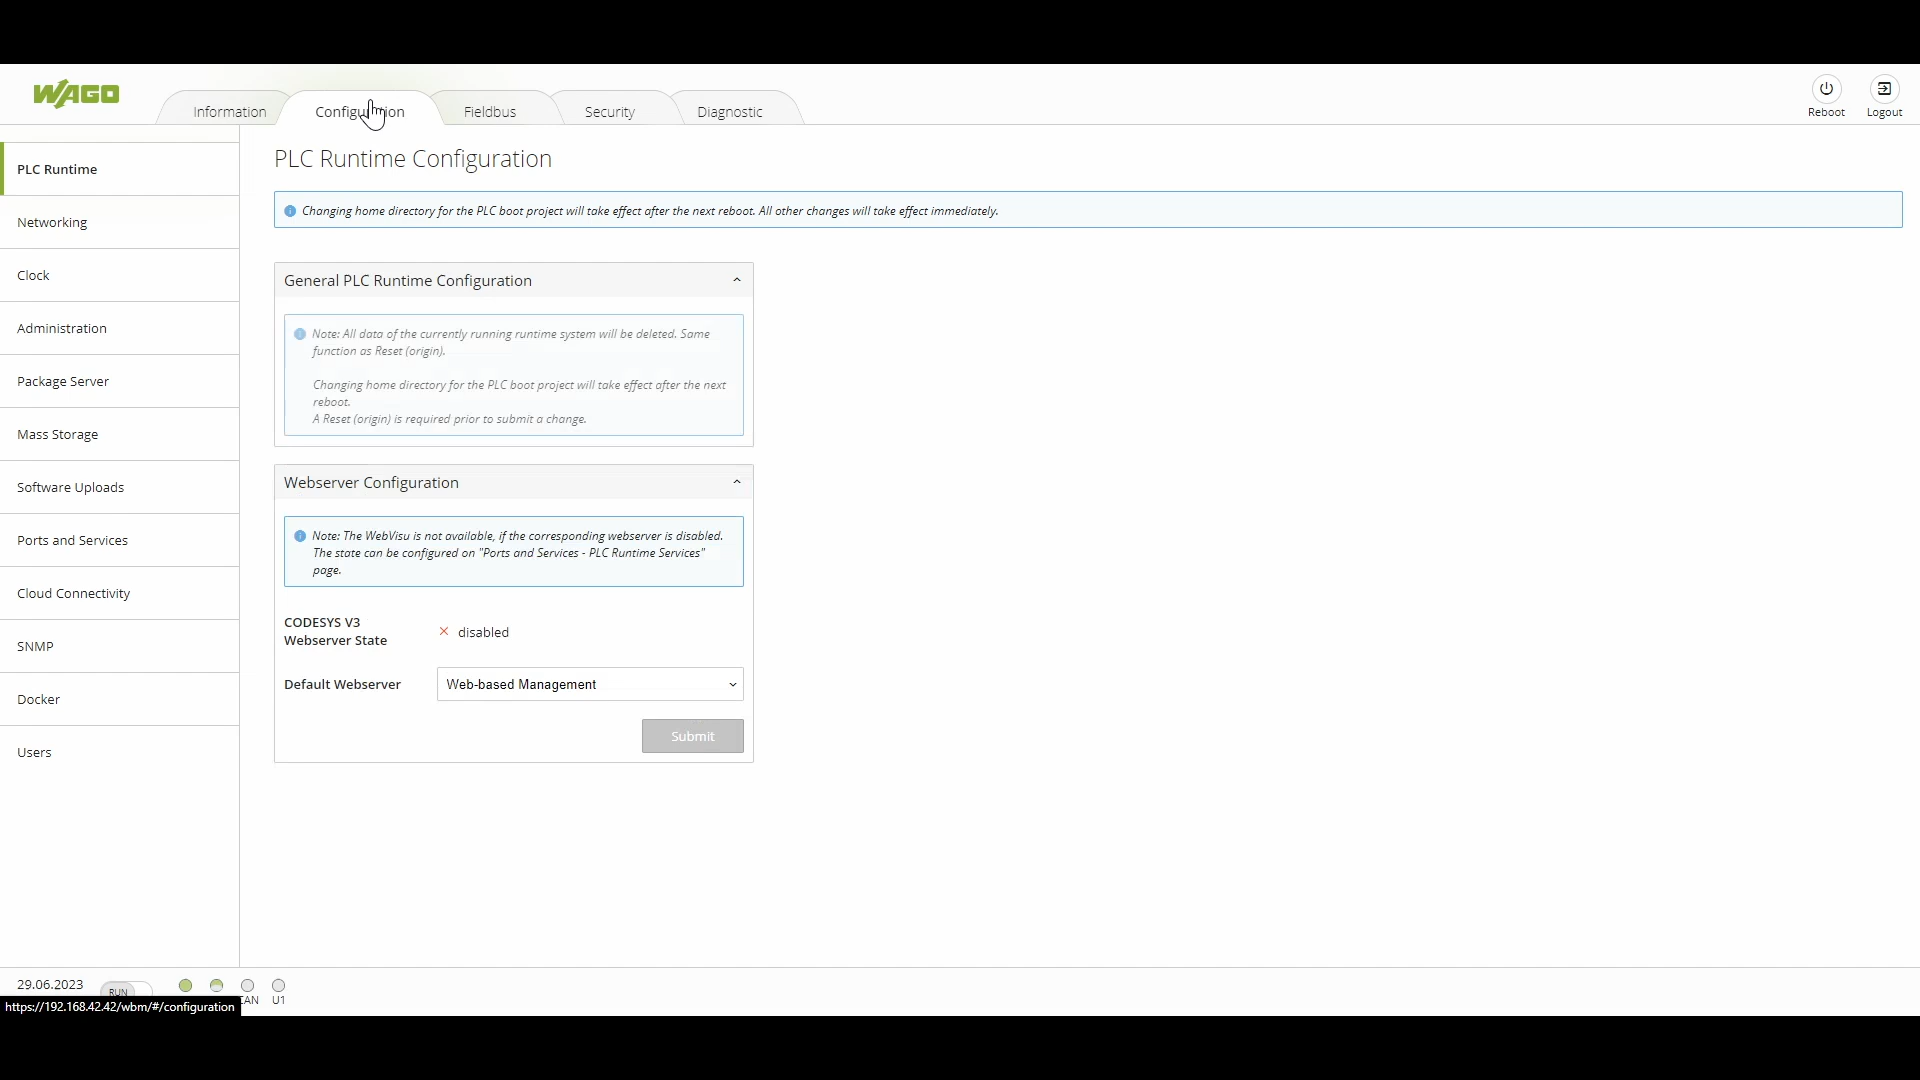 WAGO
Information
Configuration
Fieldbus
Security
Diagnostic
Reboot
Logout
PLC Runtime
Networking
Clock
Administration
Package Server
Mass Storage
Software Uploads
Ports and Services
Cloud Connectivity
SNMP
Docker
Users
PLC Runtime Configuration
Changing home directory for the PLC boot project will take effect after the next reboot. All other changes will take effect immediately.
General PLC Runtime Configuration
Note: All data of the currently running runtime system will be deleted. Same
function as Reset (origin).
Changing home directory for the PLC boot project will take effect after the next
reboot.
A Reset (origin) is required prior to submit a change.
Webserver Configuration
Note: The WebVisu is not available, if the corresponding webserver is disabled.
The state can be configured on "Ports and Services - PLC Runtime Services"
page.
CODESYS V3
Webserver State
disabled
Default Webserver
Web-based Management
Submit
29.06.2023
RUN
U1
https://192.168.42.42/wbm/#/configuration